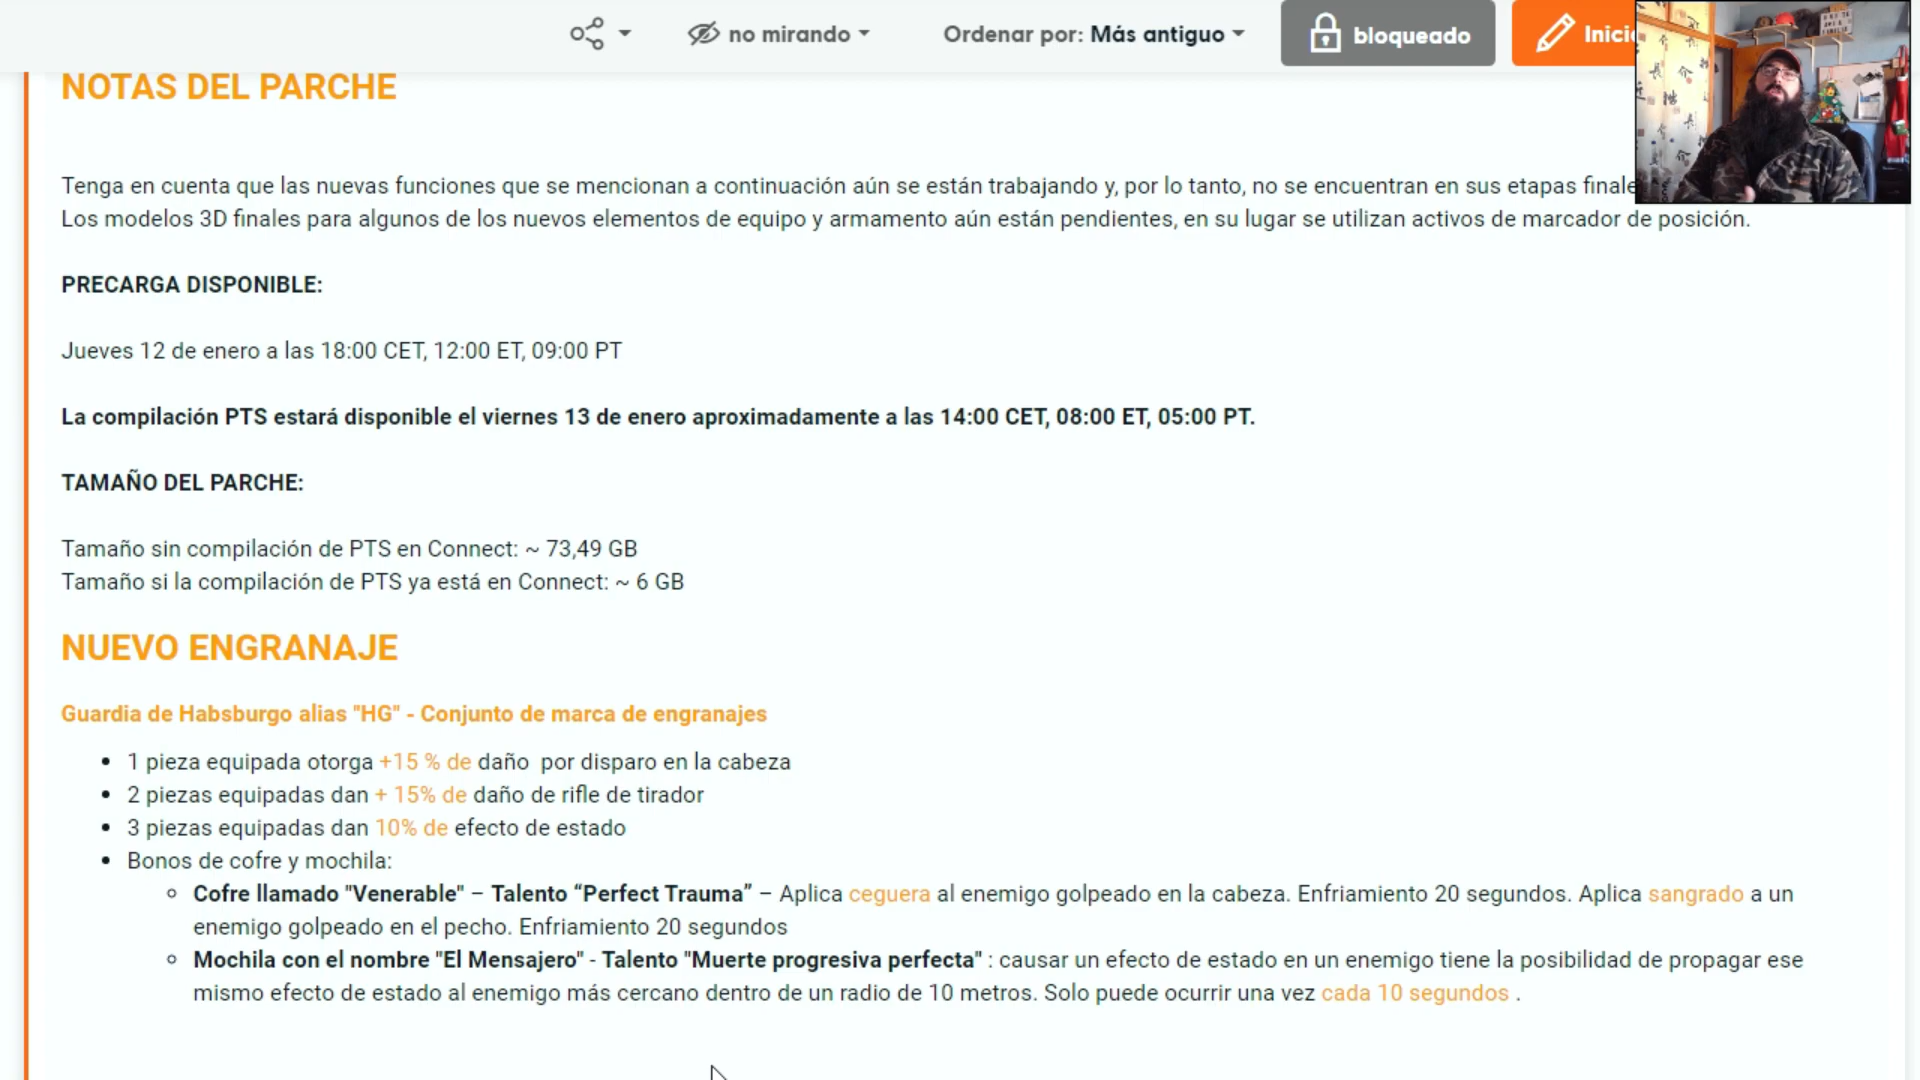 no mirando
Ordenar por: Más antiguo
bloqueado
NOTAS DEL PARCHE
Tenga en cuenta que las nuevas funciones que se mencionan a continuación aún se están trabajando y, por lo tanto, no se encuentran en sus etapas
Los modelos 3D finales para algunos de los nuevos elementos de equipo y armamento aún están pendientes, en su lugar se utilizan activos de marcador de posición.
PRECARGA DISPONIBLE:
Jueves 12 de enero a las 18:00 CET, 12:00 ET, 09:00 PT
La compilación PTS estará disponible el viernes 13 de enero aproximadamente a las 14:00 CET, 08:00 ET, 05:00 PT.
TAMAÑO DEL PARCHE:
Tamaño sin compilación de PTS en Connect: ~ 73,49 GB
Tamaño si la compilación de PTS ya está en Connect: ~ 6 GB
NUEVO ENGRANAJE
Guardia de Habsburgo alias "HG" - Conjunto de marca de engranajes
• 1 pieza equipada otorga +15 % de daño por disparo en la cabeza
• 2 piezas equipadas dan + 15% de daño de rifle de tirador
• 3 piezas equipadas dan 10% de efecto de estado
• Bonos de cofre y mochila:
◦ Cofre llamado "Venerable" – Talento “Perfect Trauma” – Aplica ceguera al enemigo golpeado en la cabeza. Enfriamiento 20 segundos. Aplica sangrado a un
enemigo golpeado en el pecho. Enfriamiento 20 segundos
◦ Mochila con el nombre "El Mensajero" - Talento "Muerte progresiva perfecta" : causar un efecto de estado en un enemigo tiene la posibilidad de propagar ese
mismo efecto de estado al enemigo más cercano dentro de un radio de 10 metros. Solo puede ocurrir una vez cada 10 segundos .